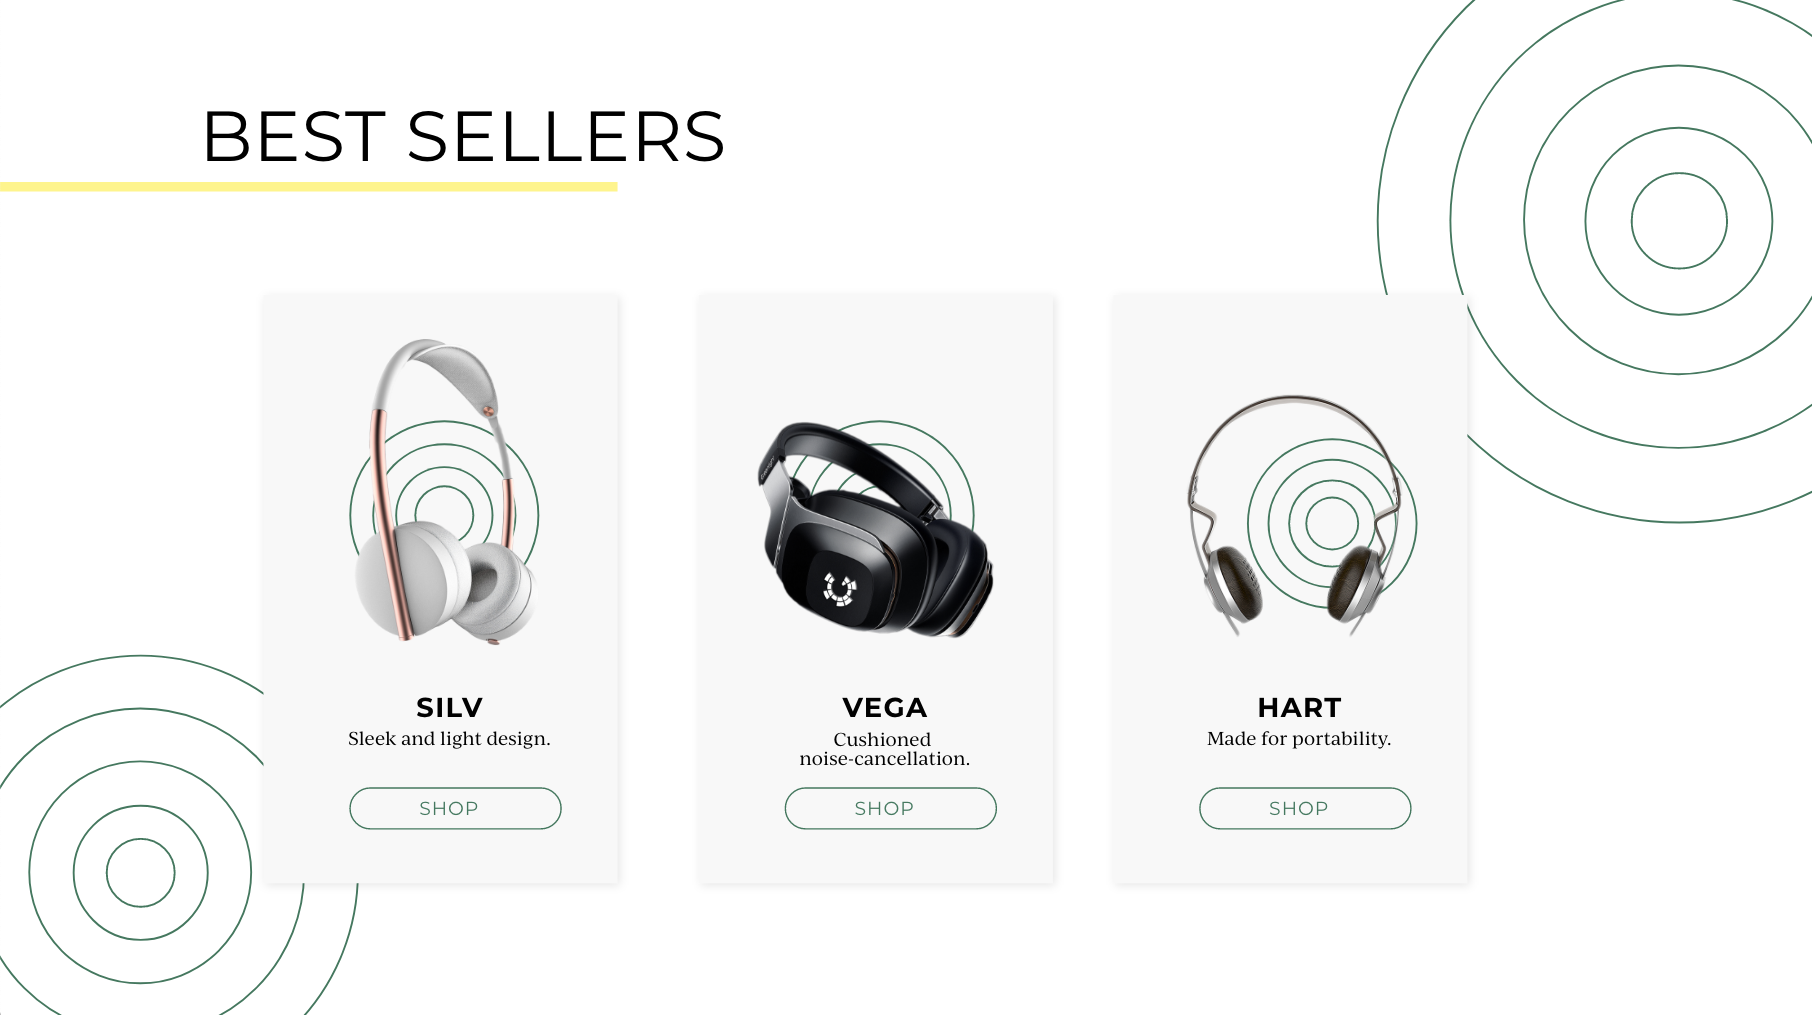 BEST SELLERS
SILV
Sleek and light design.
SHOP
VEGA
Cushioned
noise-cancellation.
SHOP
HART
Made for portability.
SHOP